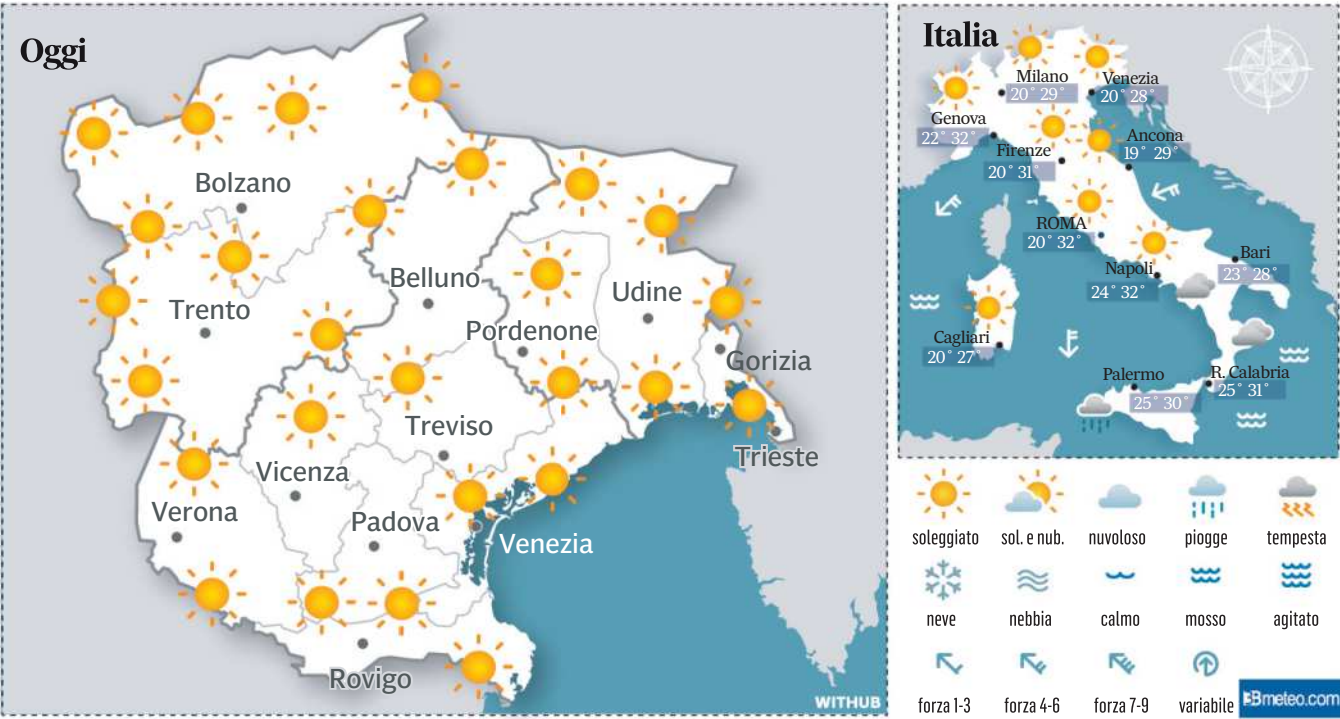 Oggi
Bolzano
Trento
Belluno
Pordenone
Udine
Gorizia
Trieste
Treviso
Vicenza
Verona
Padova
Venezia
Rovigo
WITHUB
Italia
Milano
20° 29°
Venezia
20° 28°
Genova
22° 32°
Firenze
20° 31°
Ancona
19° 29°
ROMA
20° 32°
Napoli
24° 32°
Bari
23° 28°
Cagliari
20° 27°
Palermo
25° 30°
R. Calabria
25° 31°
soleggiato sol. e nub. nuvoloso piogge tempesta
neve nebbia calmo mosso agitato
forza 1-3 forza 4-6 forza 7-9 variabile
3Bmeteo.com